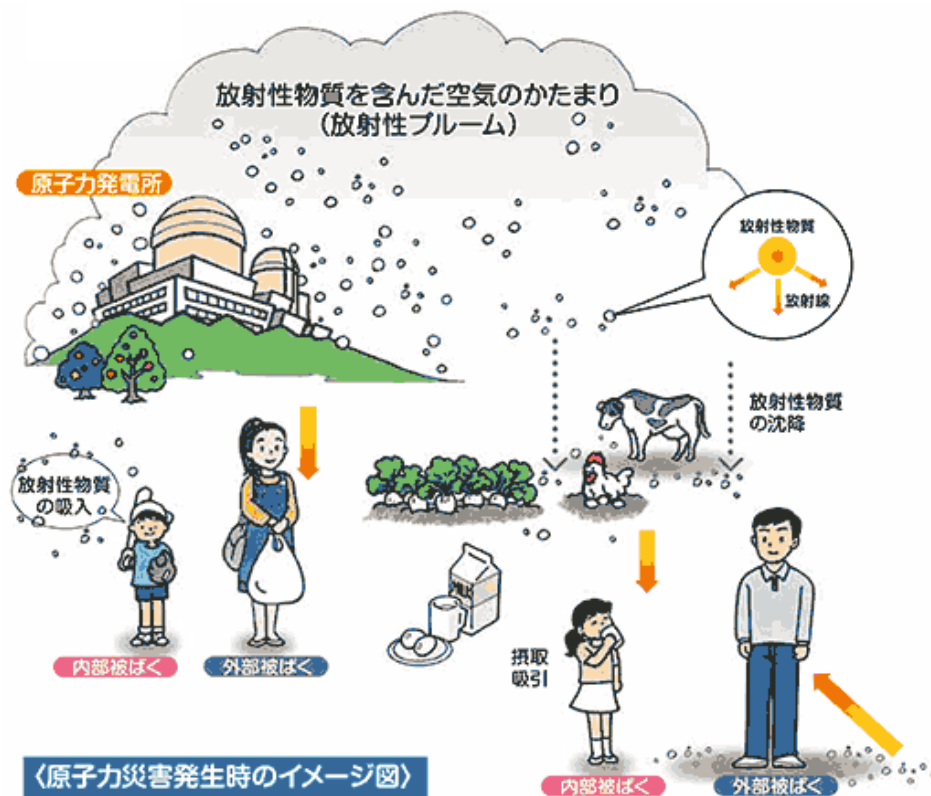 放射性物質を含んだ空気のかたまり
(放射性プルーム)
原子力発電所
放射性物質
放射線
放射性物質
の沈降
放射性物質
の吸入
MILK
摂取
吸引
内部被ばく
外部被ばく
内部被ばく
外部被ばく
〈原子力災害発生時のイメージ図〉